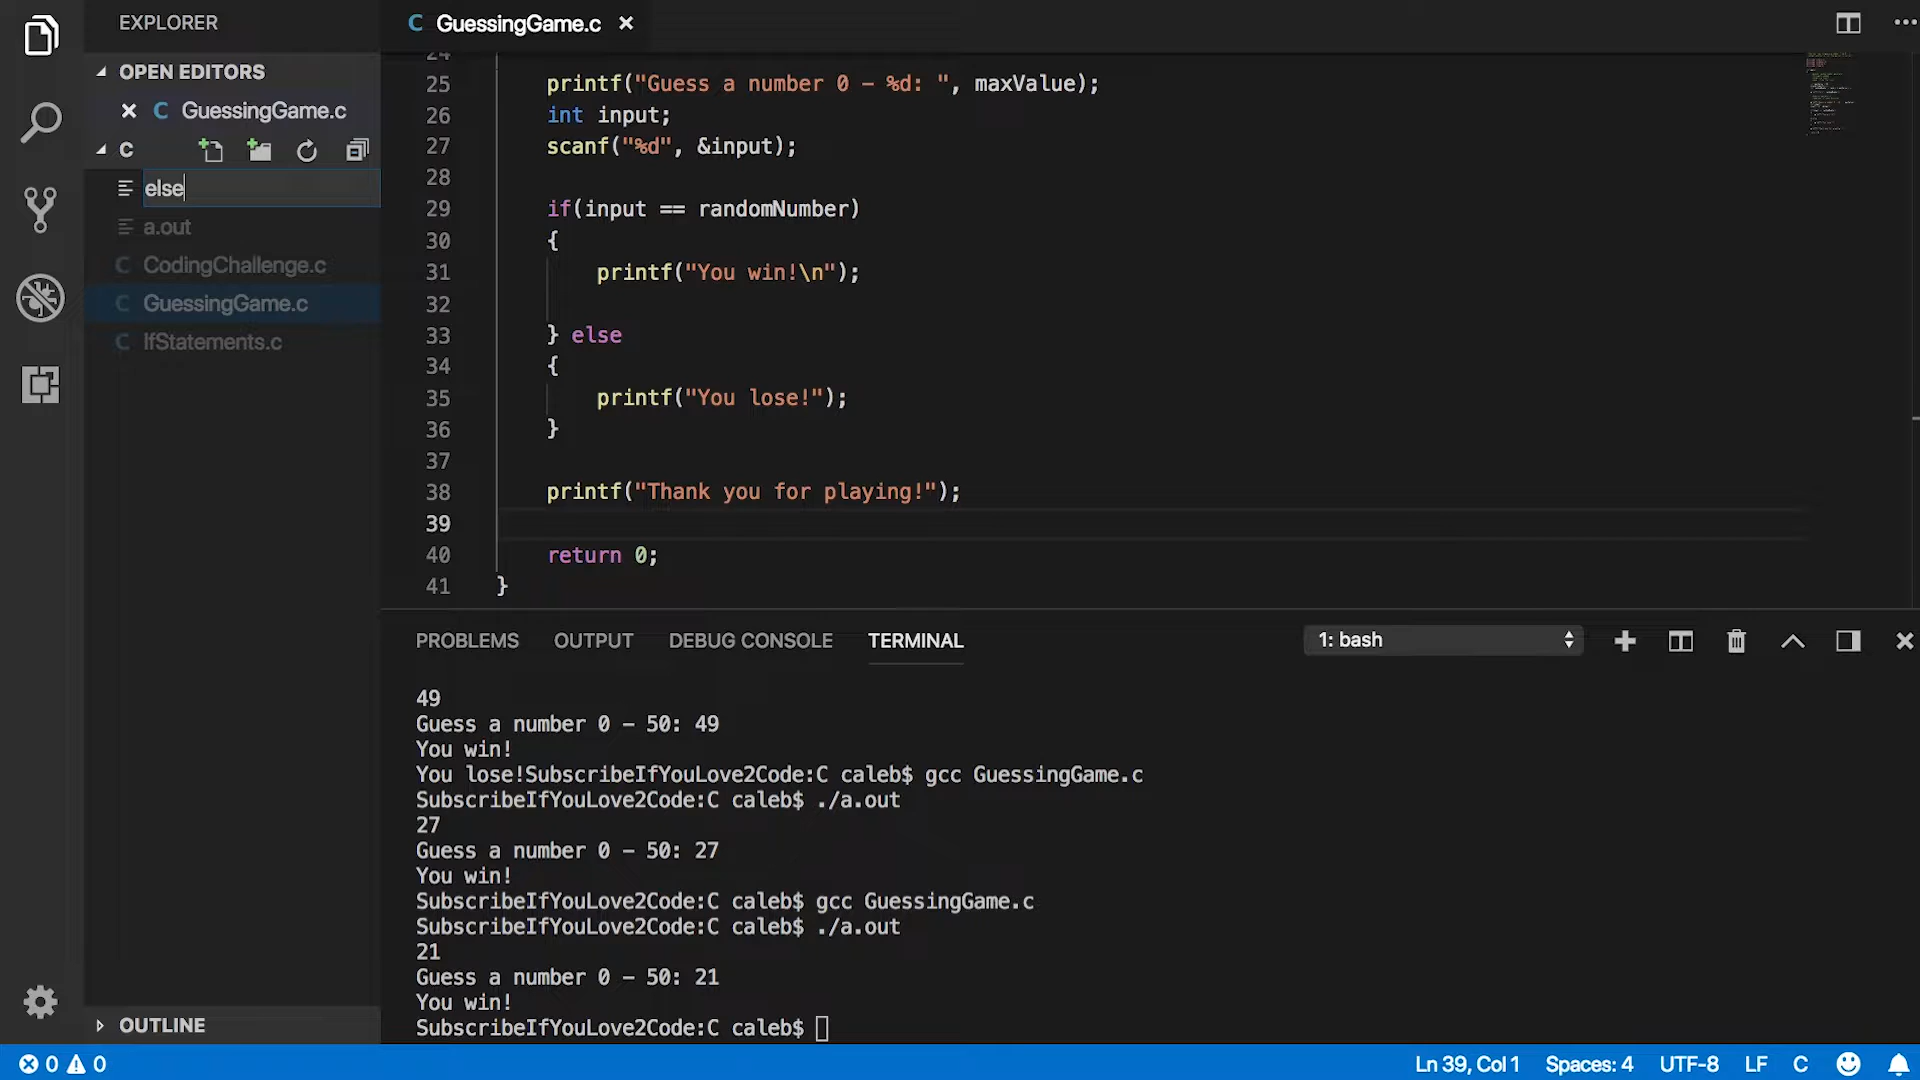 EXPLORER
OPEN EDITORS
GuessingGame.c
C
else
a.out
CodingChallenge.c
GuessingGame.c
IfStatements.c
OUTLINE
C GuessingGame.c
24
25 printf("Guess a number 0 - %d: ", maxValue);
26 int input;
27 scanf("%d", &input);
28
29 if(input == randomNumber)
30 {
31 printf("You win!\n");
32
33 } else
34 {
35 printf("You lose!");
36 }
37
38 printf("Thank you for playing!");
39
40 return 0;
41 }
PROBLEMS OUTPUT DEBUG CONSOLE TERMINAL 1: bash
49
Guess a number 0 - 50: 49
You win!
You lose!SubscribeIfYouLove2Code:C caleb$ gcc GuessingGame.c
SubscribeIfYouLove2Code:C caleb$ ./a.out
27
Guess a number 0 - 50: 27
You win!
SubscribeIfYouLove2Code:C caleb$ gcc GuessingGame.c
SubscribeIfYouLove2Code:C caleb$ ./a.out
21
Guess a number 0 - 50: 21
You win!
SubscribeIfYouLove2Code:C caleb$
0 0 Ln 39, Col 1 Spaces: 4 UTF-8 LF C